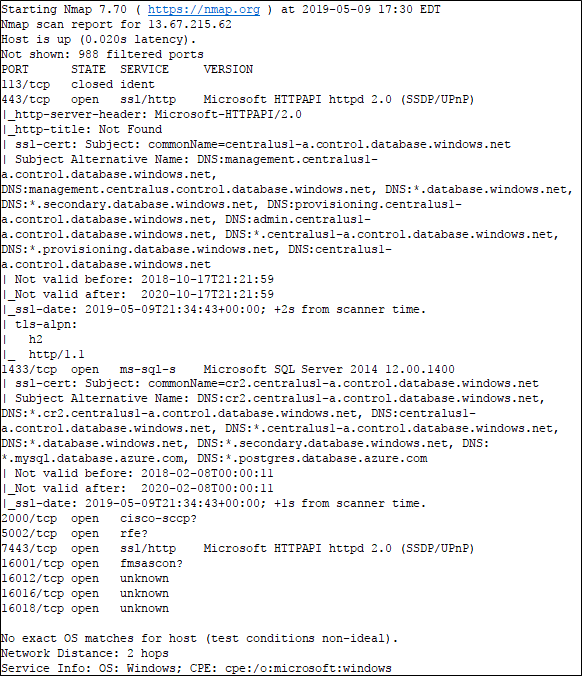 Starting Nmap 7.70 ( https://nmap.org ) at 2019-05-09 17:30 EDT
Nmap scan report for 13.67.215.62
Host is up (0.020s latency).
Not shown: 988 filtered ports
PORT STATE SERVICE VERSION
113/tcp closed ident
443/tcp open ssl/http Microsoft HTTPAPI httpd 2.0 (SSDP/UPnP)
|_http-server-header: Microsoft-HTTPAPI/2.0
|_http-title: Not Found
| ssl-cert: Subject: commonName=centralus1-a.control.database.windows.net
| Subject Alternative Name: DNS:management.centralus1-
a.control.database.windows.net,
DNS:management.centralus.control.database.windows.net, DNS:*.database.windows.net,
DNS:*.secondary.database.windows.net, DNS:provisioning.centralus1-
a.control.database.windows.net, DNS:admin.centralus1-
a.control.database.windows.net, DNS:*.centralus1-a.control.database.windows.net,
DNS:*.provisioning.database.windows.net, DNS:centralus1-
a.control.database.windows.net
| Not valid before: 2018-10-17T21:21:59
|_Not valid after: 2020-10-17T21:21:59
|_ssl-date: 2019-05-09T21:34:43+00:00; +2s from scanner time.
| tls-alpn:
| h2
|_ http/1.1
1433/tcp open ms-sql-s Microsoft SQL Server 2014 12.00.1400
| ssl-cert: Subject: commonName=cr2.centralus1-a.control.database.windows.net
| Subject Alternative Name: DNS:cr2.centralus1-a.control.database.windows.net,
DNS:*.cr2.centralus1-a.control.database.windows.net, DNS:centralus1-
a.control.database.windows.net, DNS:*.centralus1-a.control.database.windows.net,
DNS:*.database.windows.net, DNS:*.secondary.database.windows.net, DNS:
*.mysql.database.azure.com, DNS:*.postgres.database.azure.com
| Not valid before: 2018-02-08T00:00:11
|_Not valid after: 2020-02-08T00:00:11
|_ssl-date: 2019-05-09T21:34:43+00:00; +1s from scanner time.
2000/tcp open cisco-sccp?
5002/tcp open rfe?
7443/tcp open ssl/http Microsoft HTTPAPI httpd 2.0 (SSDP/UPnP)
16001/tcp open fmsascon?
16012/tcp open unknown
16016/tcp open unknown
16018/tcp open unknown
No exact OS matches for host (test conditions non-ideal).
Network Distance: 2 hops
Service Info: OS: Windows; CPE: cpe:/o:microsoft:windows